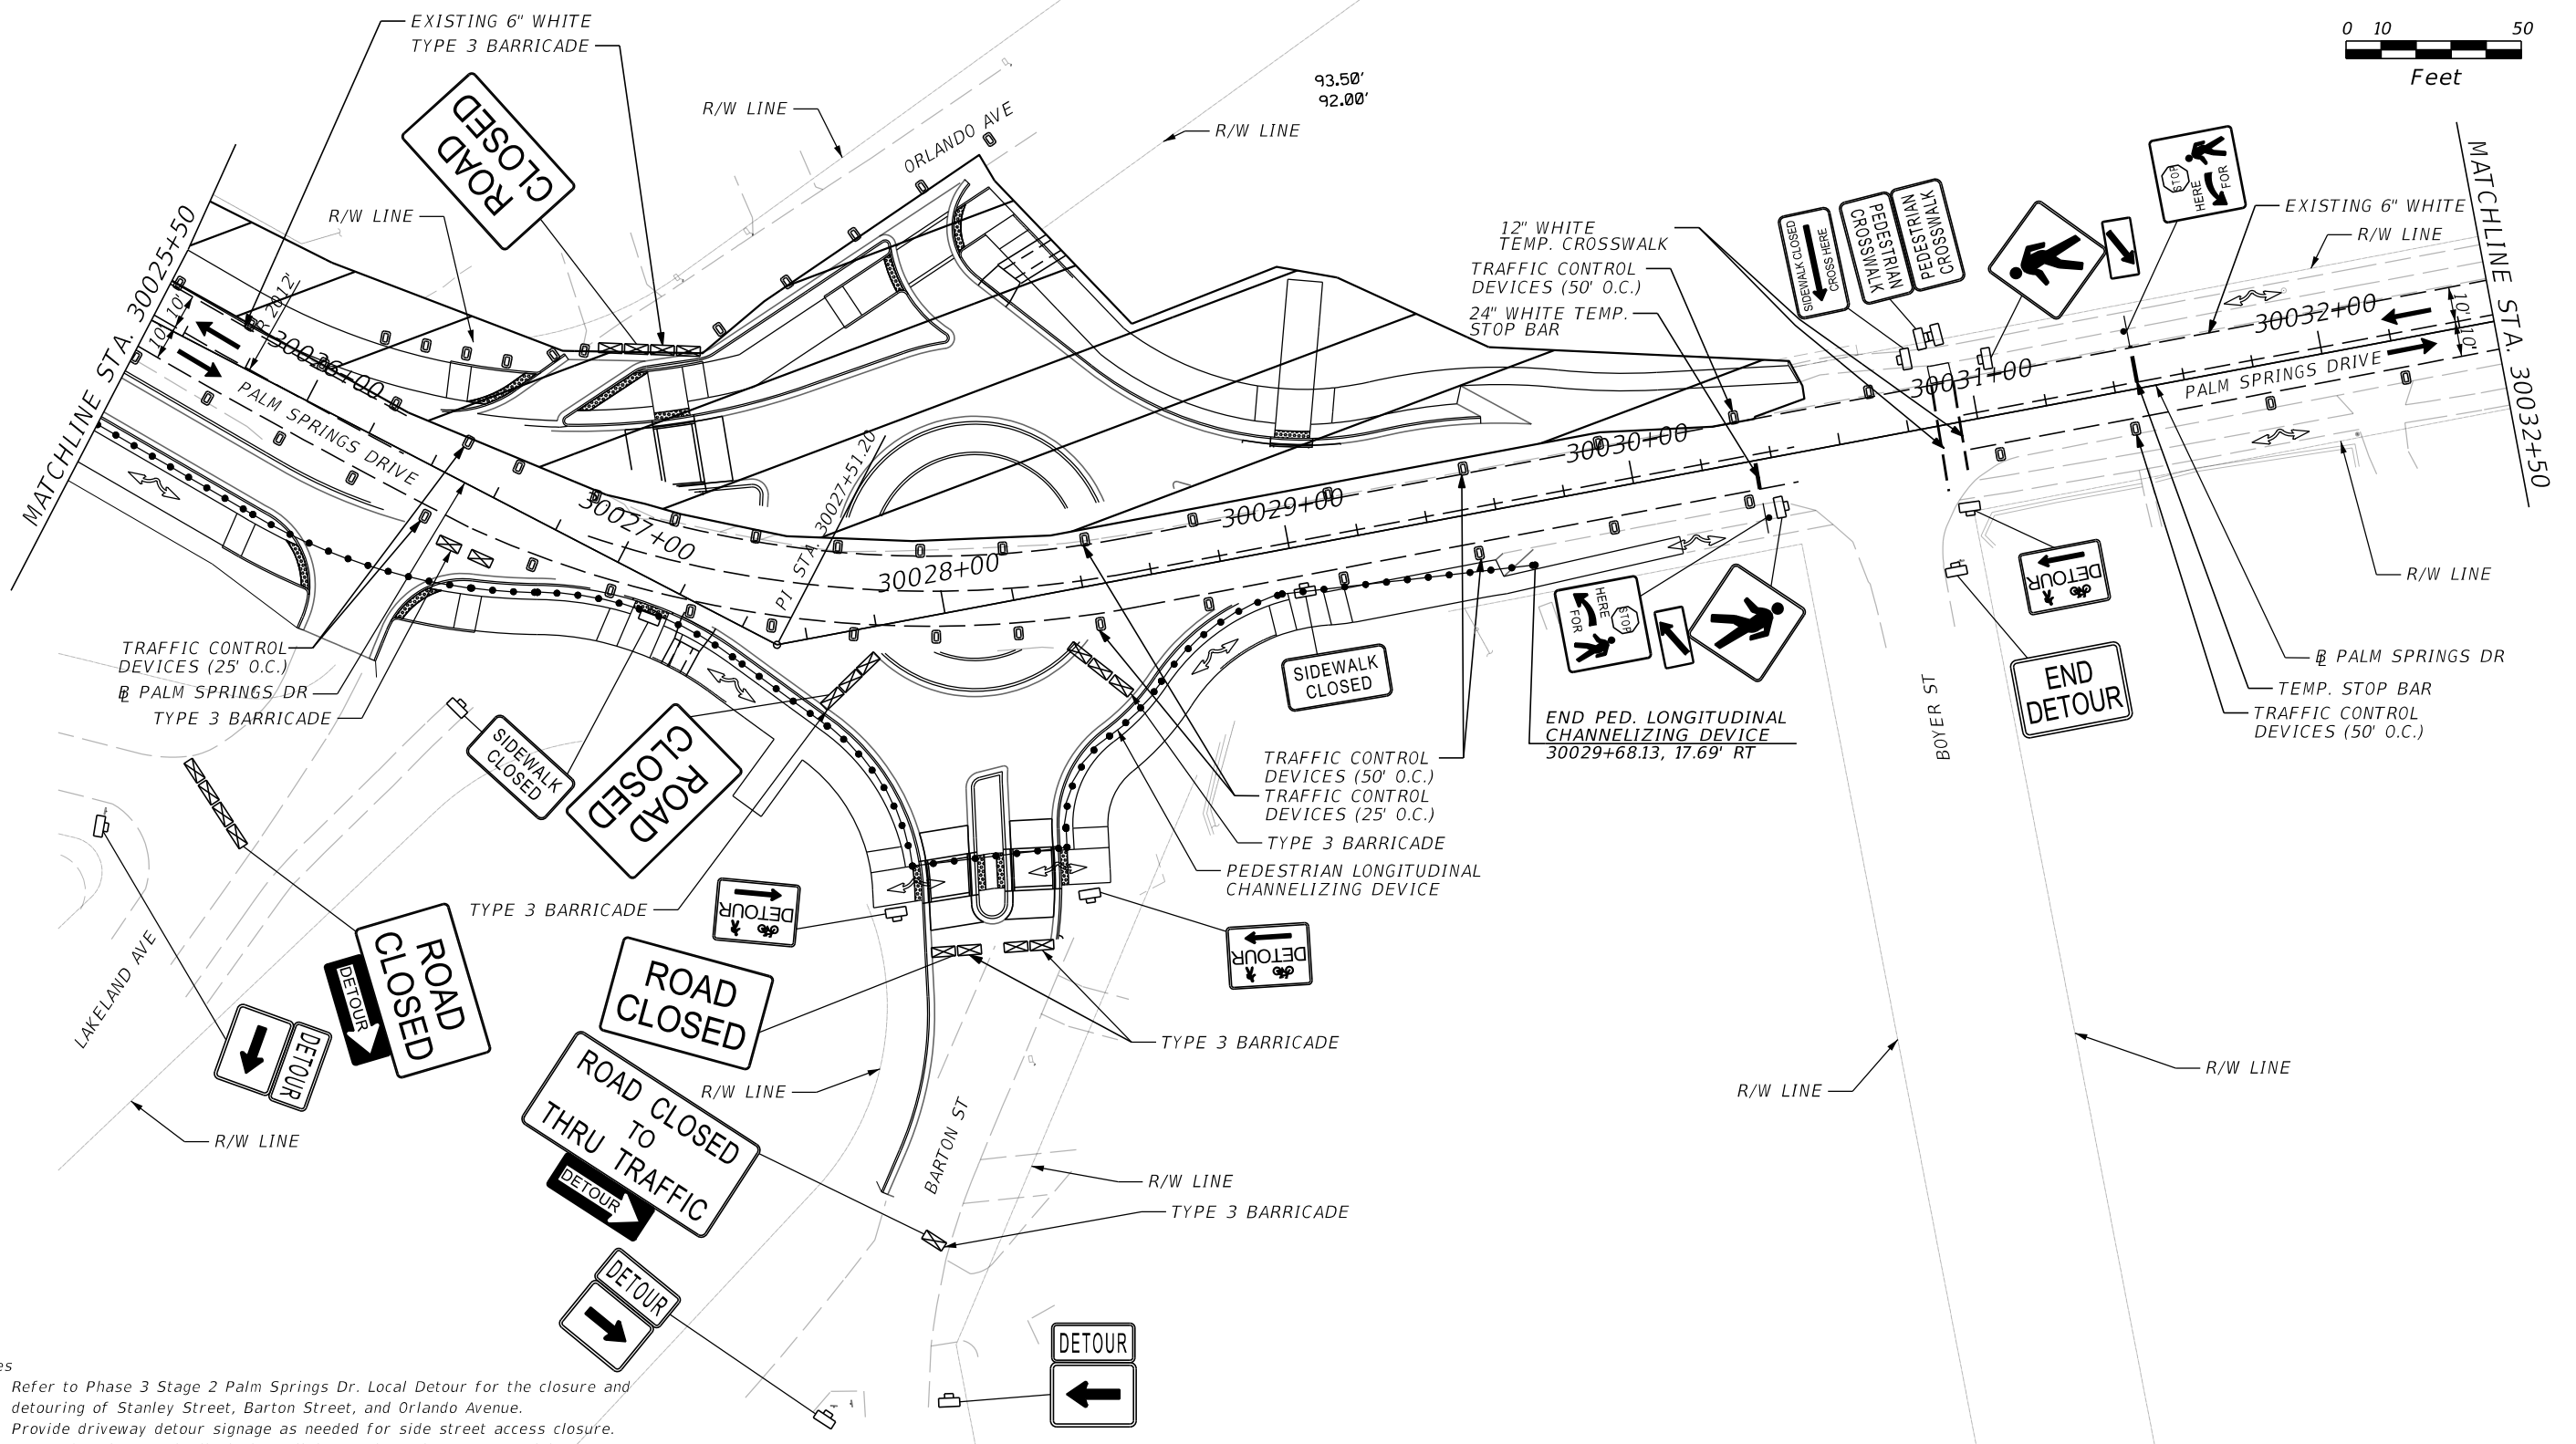 EXISTING 6" WHITE
TYPE 3 BARRICADE
ROAD
CLOSED
R/W LINE
ORLANDO AVE
93.50'
92.00'
R/W LINE
0 10 50
Feet
R/W LINE
MATCHLINE STA. 30025+50
10'
10'
30026+00
PALM SPRINGS DRIVE
12" WHITE
TEMP. CROSSWALK
TRAFFIC CONTROL
DEVICES (50' O.C.)
24" WHITE TEMP.
STOP BAR
SIDEWALK CLOSED
CROSS HERE
PEDESTRIAN
CROSSWALK
PEDESTRIAN
CROSSWALK
STOP
HERE
FOR
EXISTING 6" WHITE
R/W LINE
MATCHLINE STA. 30032+50
10'
10'
30032+00
PALM SPRINGS DRIVE
30031+00
30030+00
30029+00
30028+00
30027+00
PI STA. 30027+51.20
TRAFFIC CONTROL
DEVICES (25' O.C.)
BL PALM SPRINGS DR
TYPE 3 BARRICADE
SIDEWALK
CLOSED
ROAD
CLOSED
SIDEWALK
CLOSED
HERE
STOP
FOR
END PED. LONGITUDINAL
CHANNELIZING DEVICE
30029+68.13, 17.69' RT
DETOUR
END
DETOUR
R/W LINE
BL PALM SPRINGS DR
TEMP. STOP BAR
TRAFFIC CONTROL
DEVICES (50' O.C.)
BOYER ST
TRAFFIC CONTROL
DEVICES (50' O.C.)
TRAFFIC CONTROL
DEVICES (25' O.C.)
TYPE 3 BARRICADE
PEDESTRIAN LONGITUDINAL
CHANNELIZING DEVICE
TYPE 3 BARRICADE
DETOUR
DETOUR
LAKELAND AVE
ROAD
CLOSED
DETOUR
DETOUR
ROAD
CLOSED
TYPE 3 BARRICADE
R/W LINE
R/W LINE
ROAD CLOSED
TO
THRU TRAFFIC
DETOUR
BARTON ST
R/W LINE
TYPE 3 BARRICADE
R/W LINE
R/W LINE
DETOUR
DETOUR
es
Refer to Phase 3 Stage 2 Palm Springs Dr. Local Detour for the closure and
detouring of Stanley Street, Barton Street, and Orlando Avenue.
Provide driveway detour signage as needed for side street access closure.